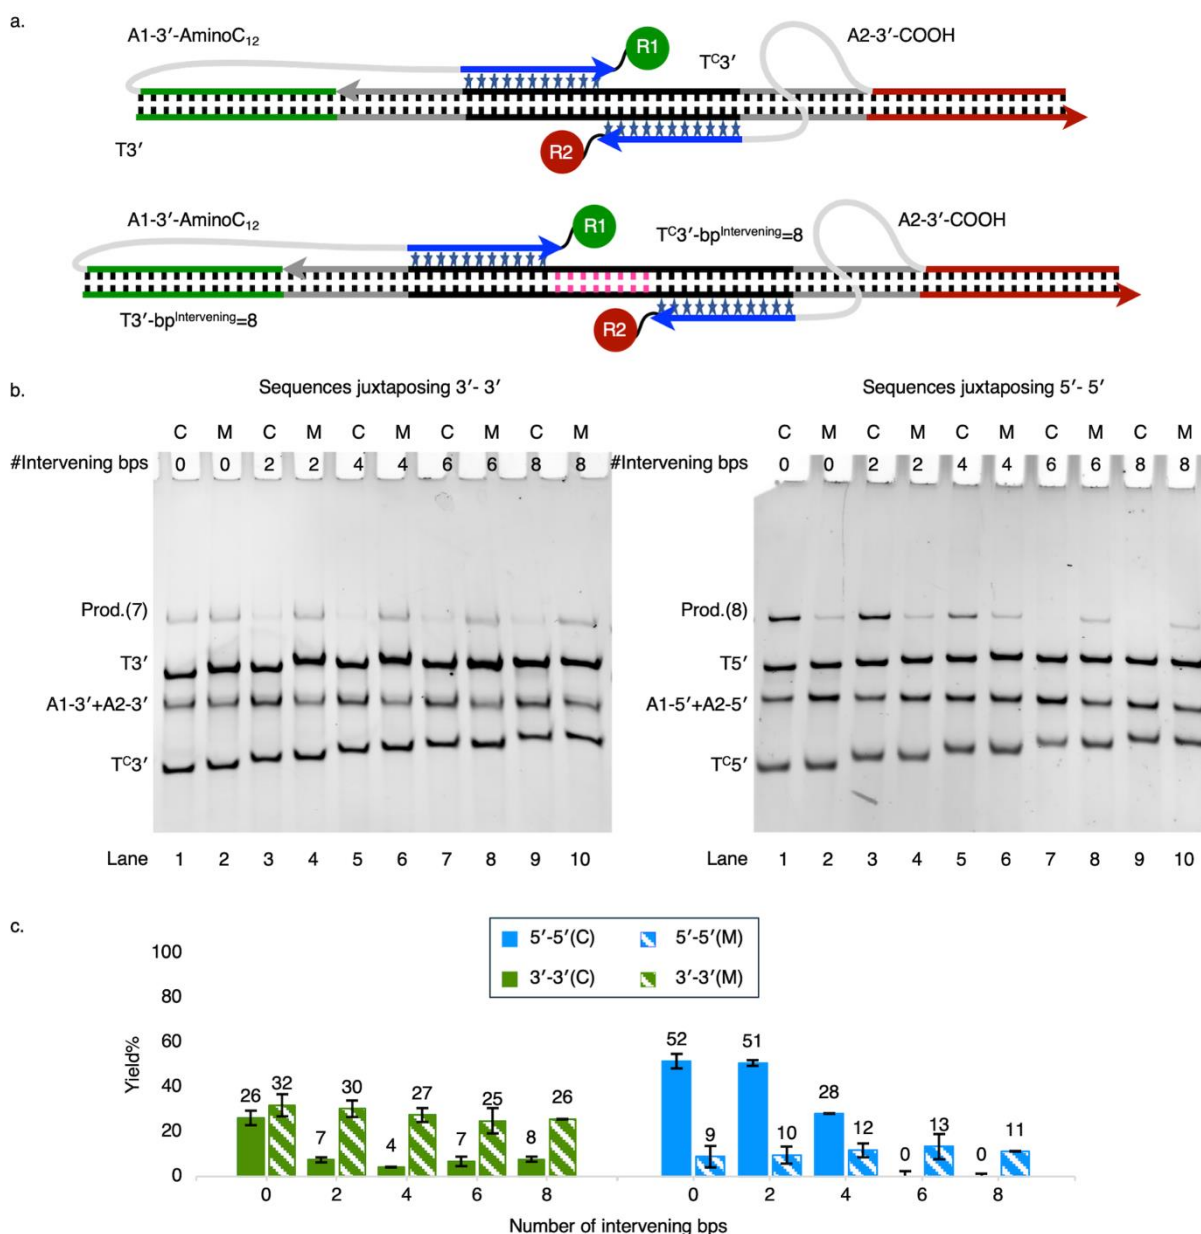 a.
A1-3′-AminoC12
R1
TC3′
A2-3′-COOH
T3′
R2
A1-3′-AminoC12
R1
TC3′-bpIntervening=8
A2-3′-COOH
T3′-bpIntervening=8
R2
b.
Sequences juxtaposing 3′- 3′
C M C M C M C M C M
#Intervening bps 0 0 2 2 4 4 6 6 8 8
Prod.(7)
T3′
A1-3′+A2-3′
TC3′
Lane 1 2 3 4 5 6 7 8 9 10
Sequences juxtaposing 5′- 5′
C M C M C M C M C M
#Intervening bps 0 0 2 2 4 4 6 6 8 8
Prod.(8)
T5′
A1-5′+A2-5′
TC5′
Lane 1 2 3 4 5 6 7 8 9 10
c.
5′-5′(C) 5′-5′(M)
3′-3′(C) 3′-3′(M)
Yield%
100
80
60
40
20
0
26 32 7 30 4 27 7 25 8 26
52 9 51 10 28 12 0 13 0 11
0 2 4 6 8 0 2 4 6 8
Number of intervening bps